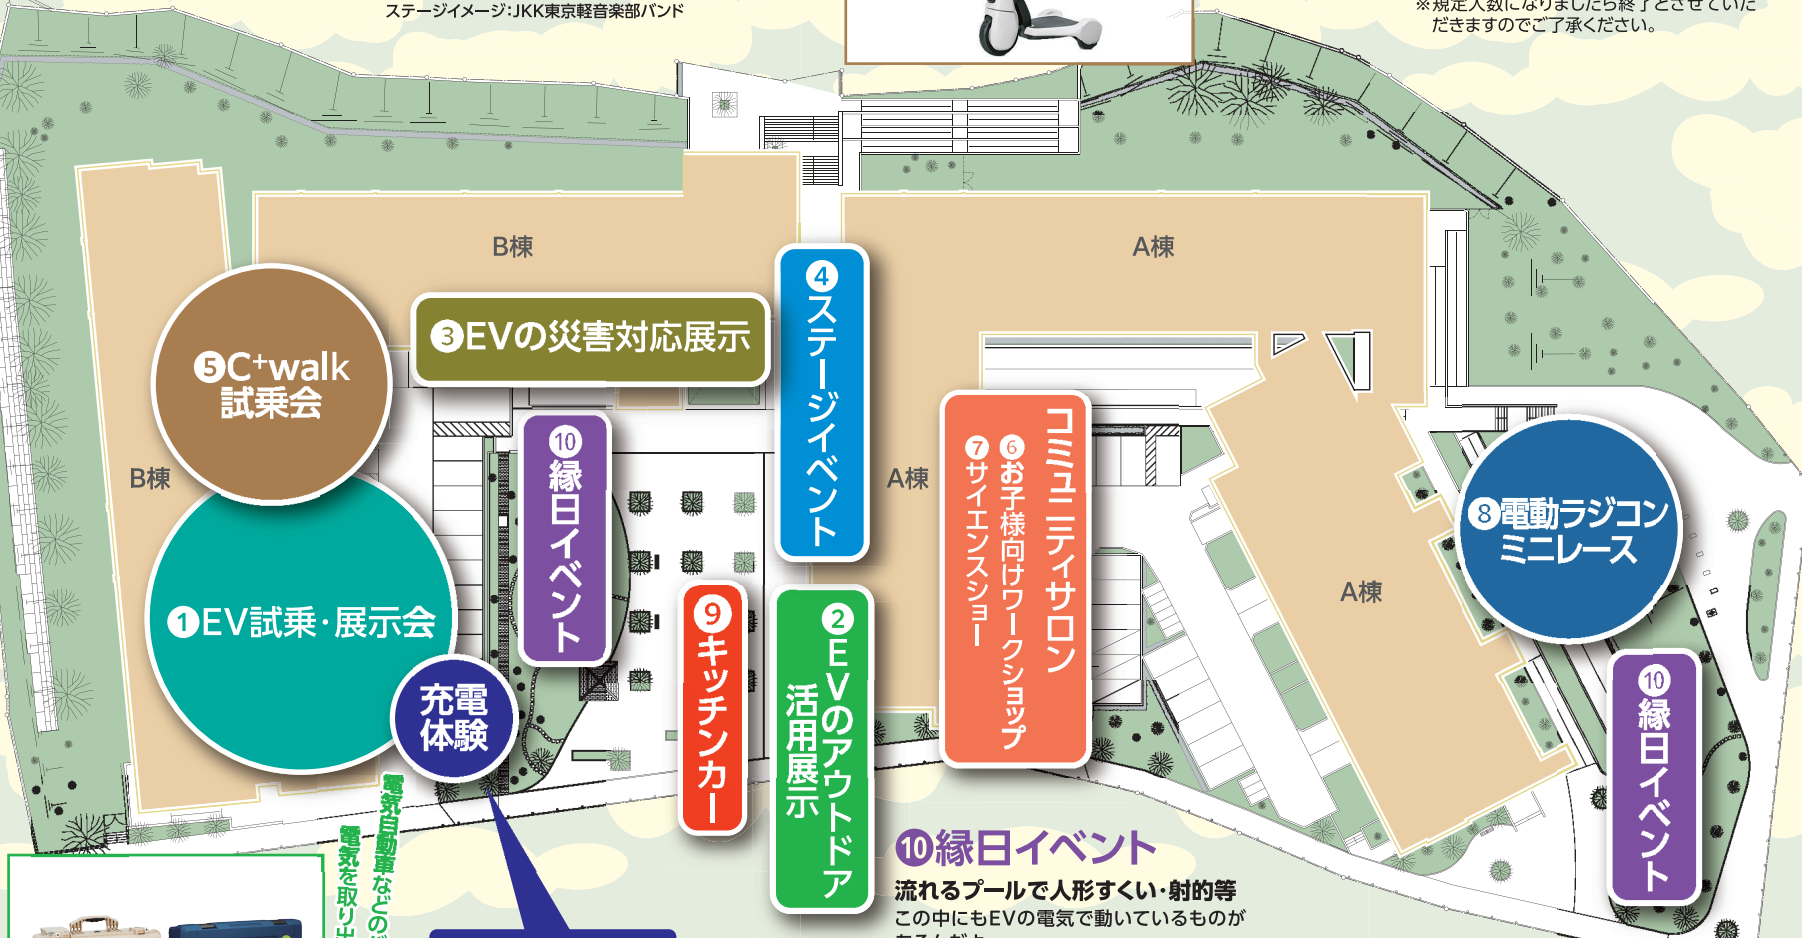 ステージイメージ：JKK東京軽音楽部バンド
※規定人数になりましたら終了とさせていた
だきますのでご了承ください。
B棟
A棟
❹ステージイベント
❸EVの災害対応展示
❺C⁺walk
試乗会
B棟
❿縁日イベント
A棟
コミュニティサロン
❻お子様向けワークショップ
❼サイエンスショー
❽電動ラジコン
ミニレース
A棟
❶EV試乗・展示会
充電
体験
❾キッチンカー
❷EVのアウトドア
活用展示
❿縁日イベント
電気自動車などの
電気を取り出
❿縁日イベント
流れるプールで人形すくい・射的等
この中にもEVの電気で動いているものが